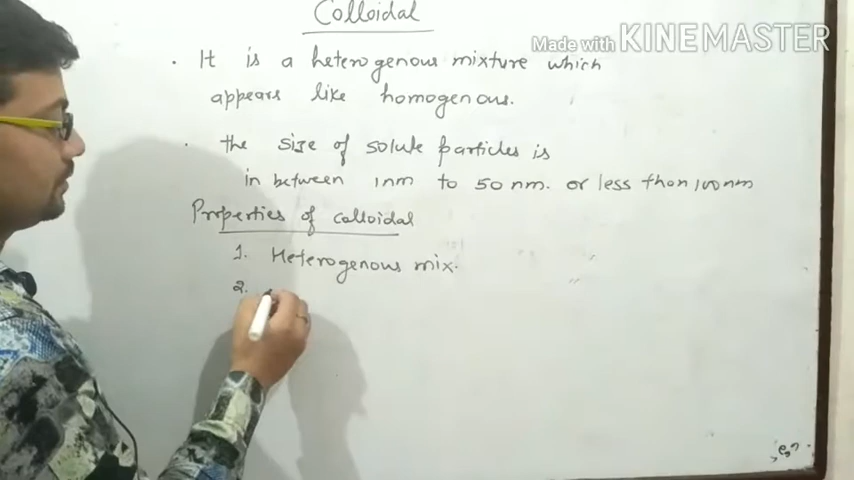 Colloidal
Made with KINEMASTER
. It is a heterogenous mixture which
appears like homogenous.
. the size of solute particles is
in between 1nm to 50 nm. or less than 100nm
Properties of colloidal
1. Heterogenous mix.
2.